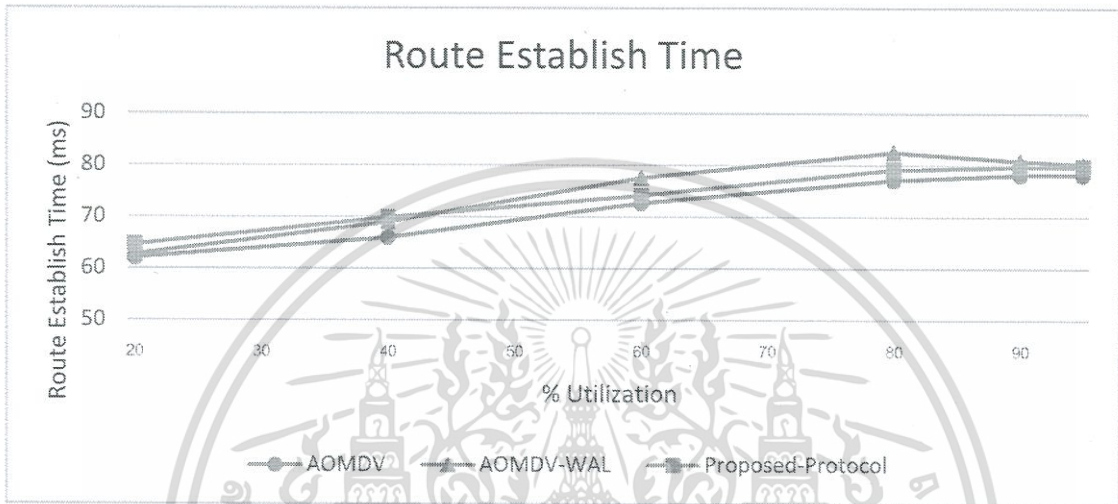 Route Establish Time
Route Establish Time (ms)
90
80
70
60
50
20 30 40 50 60 70 80 90
% Utilization
AOMDV AOMDV-WAL Proposed-Protocol